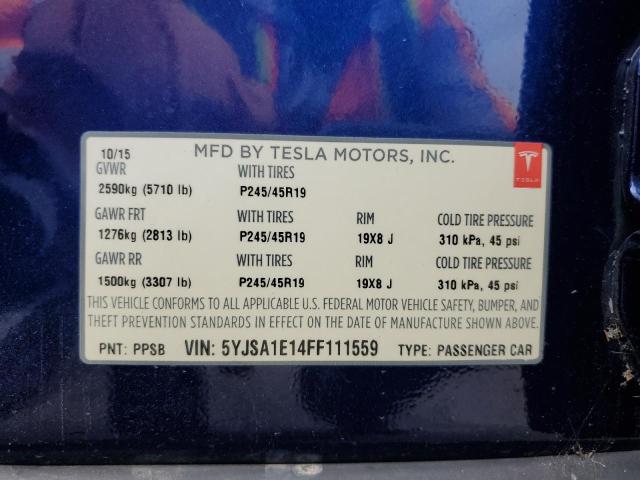 10/15 MFD BY TESLA MOTORS, INC.
TESLA
GVWR WITH TIRES
2590kg (5710 lb) P245/45R19
GAWR FRT WITH TIRES RIM COLD TIRE PRESSURE
1276kg (2813 lb) P245/45R19 19X8 J 310 kPa, 45 psi
GAWR RR WITH TIRES RIM COLD TIRE PRESSURE
1500kg (3307 lb) P245/45R19 19X8 J 310 kPa, 45 psi
THIS VEHICLE CONFORMS TO ALL APPLICABLE U.S. FEDERAL MOTOR VEHICLE SAFETY, BUMPER, AND
THEFT PREVENTION STANDARDS IN EFFECT ON THE DATE OF MANUFACTURE SHOWN ABOVE.
PNT: PPSB VIN: 5YJSA1E14FF111559 TYPE: PASSENGER CAR